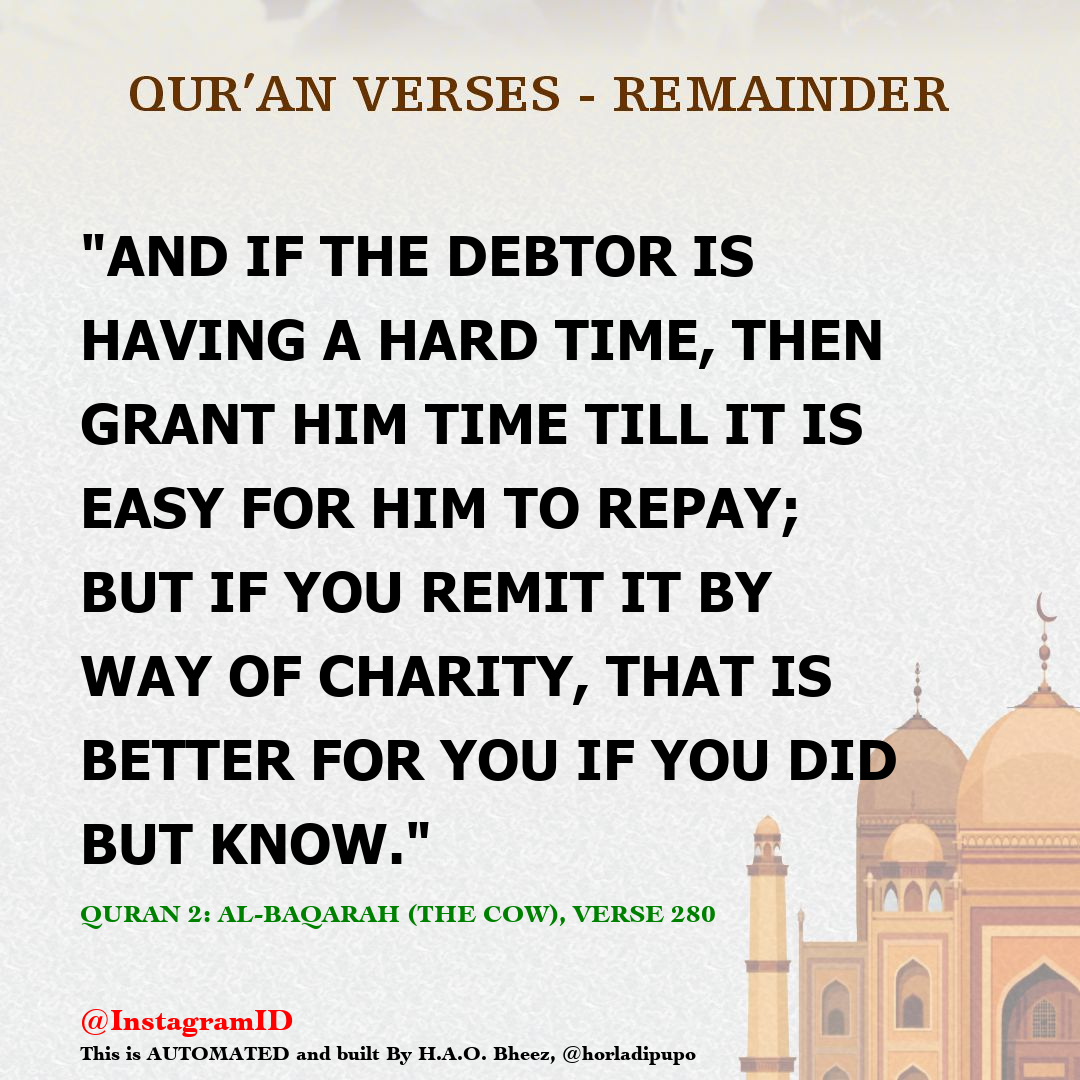 QUR'AN VERSES - REMAINDER
"AND IF THE DEBTOR IS
HAVING A HARD TIME, THEN
GRANT HIM TIME TILL IT IS
EASY FOR HIM TO REPAY;
BUT IF YOU REMIT IT BY
WAY OF CHARITY, THAT IS
BETTER FOR YOU IF YOU DID
BUT KNOW."
QURAN 2: AL-BAQARAH (THE COW), VERSE 280
@InstagramID
This is AUTOMATED and built By H.A.O. Bheez, @horladipupo